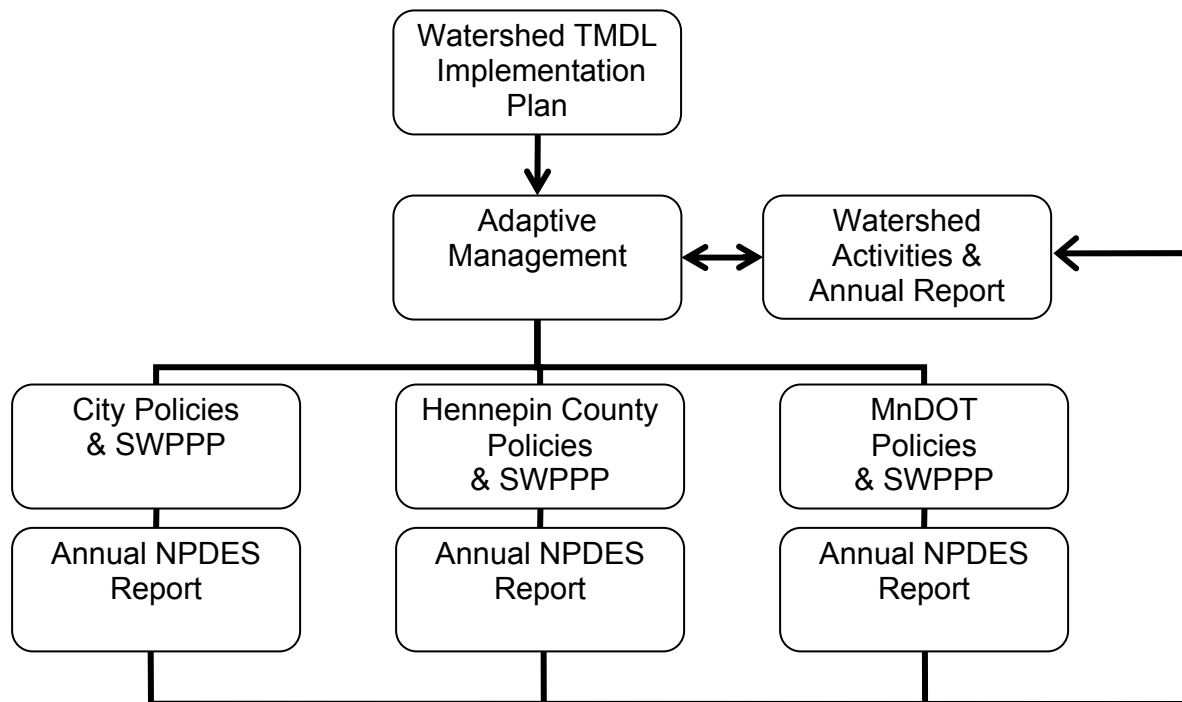 Watershed TMDL
Implementation
Plan
Adaptive
Management
Watershed
Activities &
Annual Report
City Policies
& SWPPP
Hennepin County
Policies
& SWPPP
MnDOT
Policies
& SWPPP
Annual NPDES
Report
Annual NPDES
Report
Annual NPDES
Report